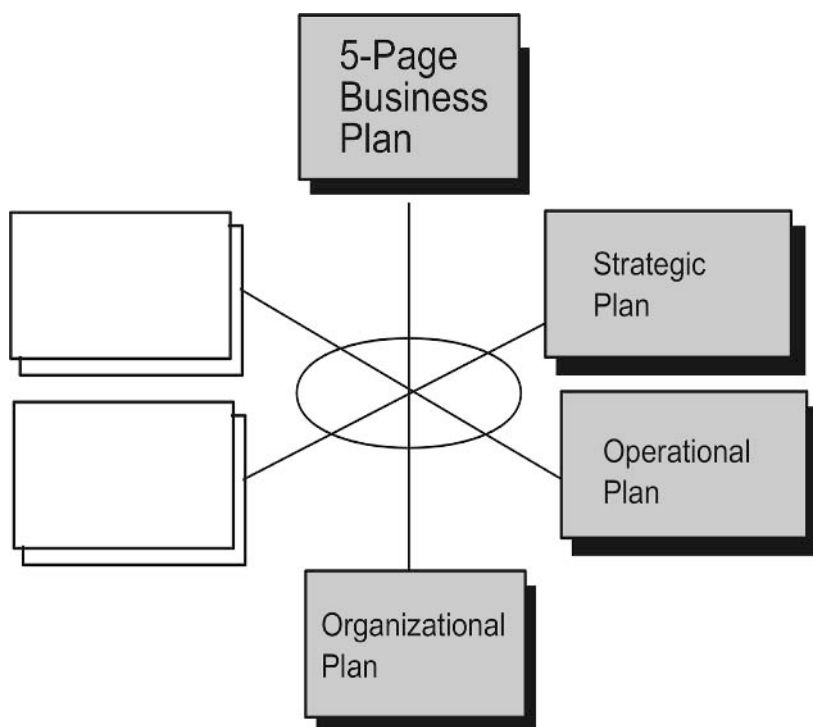 5-Page
Business
Plan
Strategic
Plan
Operational
Plan
Organizational
Plan